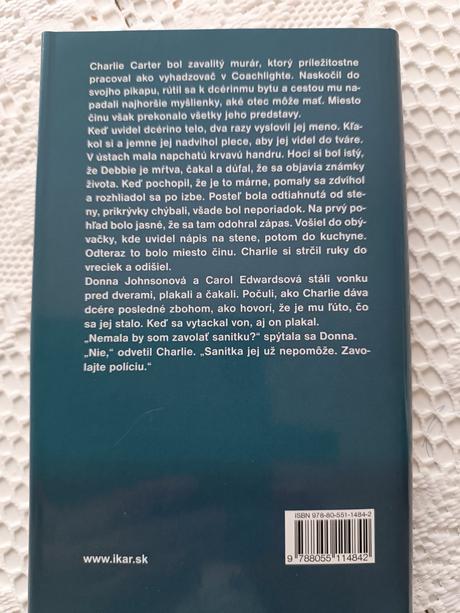 Charlie Carter bol zavalitý murár, ktorý príležitostne
pracoval ako vyhadzovač v Coachlighte. Naskočil do
svojho pikapu, rútil sa k dcérinmu bytu a cestou mu na-
padali najhoršie myšlienky, aké otec môže mať. Miesto
činu však prekonalo všetky jeho predstavy.
Keď uvidel dcérino telo, dva razy vyslovil jej meno. Kľa-
kol si a jemne jej nadvihol plece, aby jej videl do tváre.
V ústach mala napchatú krvavú handru. Hoci si bol istý,
že Debbie je mŕtva, čakal a dúfal, že sa objavia známky
života. Keď pochopil, že je to márne, pomaly sa zdvihol
a rozhliadol sa po izbe. Posteľ bola odtiahnutá od ste-
ny, prikrývky chýbali, všade bol neporiadok. Na prvý po-
hľad bolo jasné, že sa tam odohral zápas. Vošiel do obý-
vačky, kde uvidel nápis na stene, potom do kuchyne.
Odteraz to bolo miesto činu. Charlie si strčil ruky do
vreciek a odišiel.
Donna Johnsonová a Carol Edwardsová stáli vonku
pred dverami, plakali a čakali. Počuli, ako Charlie dáva
dcére posledné zbohom, ako hovorí, že je mu ľúto, čo
sa jej stalo. Keď sa vytackal von, aj on plakal.
„Nemala by som zavolať sanitku?“ spýtala sa Donna.
„Nie,“ odvetil Charlie. „Sanitka jej už nepomôže. Zavo-
lajte políciu.“
ISBN 978-80-551-1484-2
9 788055 114842
www.ikar.sk